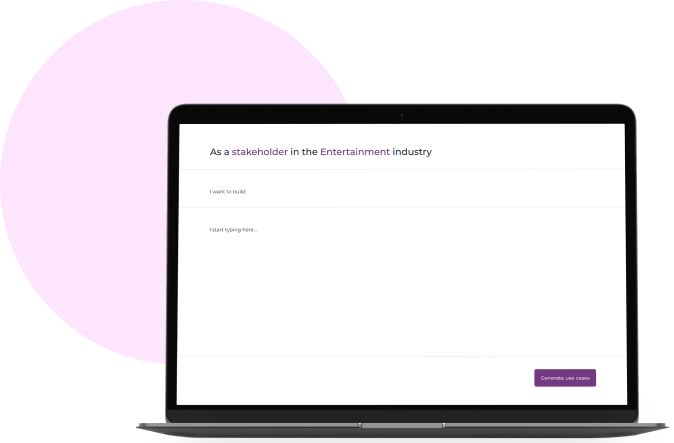 As a stakeholder in the Entertainment industry
I want to build
I start typing here...
Generate use cases